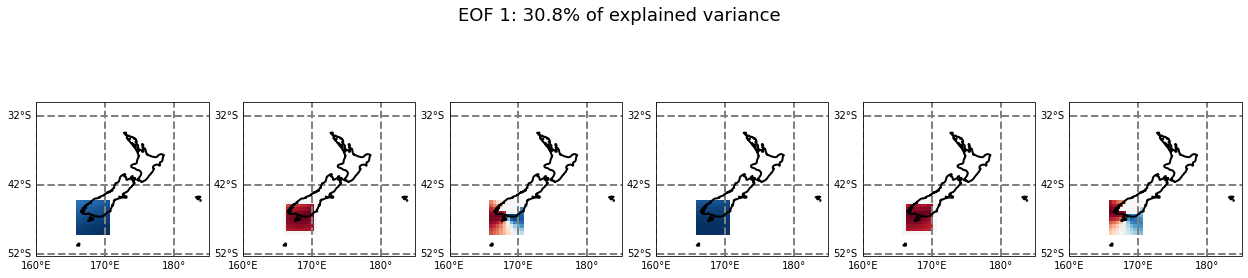 EOF 1: 30.8% of explained variance
32°S 32°S 32°S 32°S 32°S 32°S
42°S 42°S 42°S 42°S 42°S 42°S
52°S 52°S 52°S 52°S 52°S 52°S
160°E 170°E 180° 160°E 170°E 180° 160°E 170°E 180° 160°E 170°E 180° 160°E 170°E 180° 160°E 170°E 180°